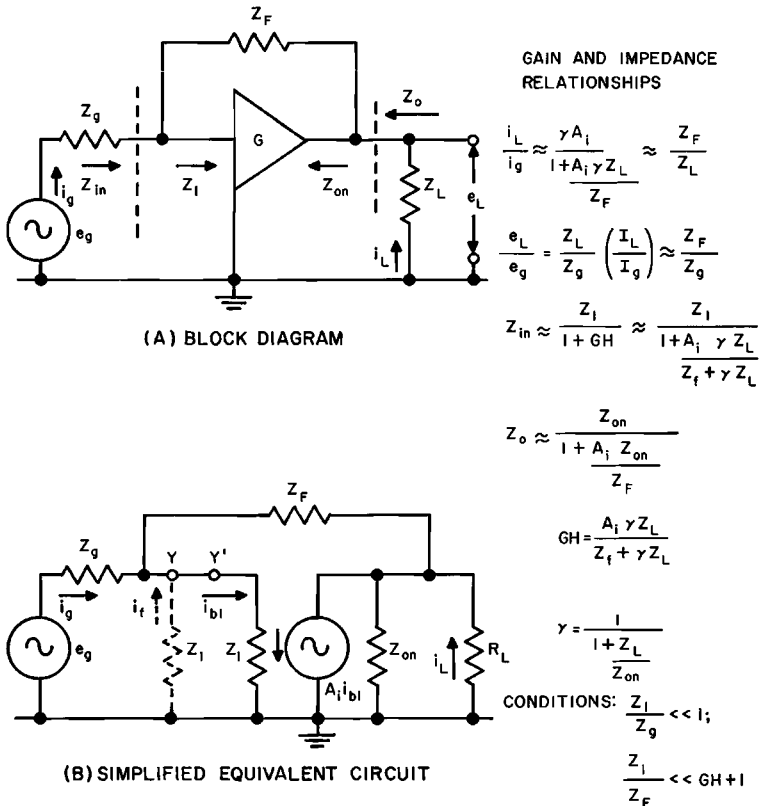 Z_F
Z_g
Z_in
i_g
e_g
Z_I
G
Z_on
Z_o
Z_L
i_L
e_L
(A) BLOCK DIAGRAM
GAIN AND IMPEDANCE
RELATIONSHIPS
i_L / i_g ≈ γA_i / (1+A_i γZ_L / Z_F) ≈ Z_F / Z_L
e_L / e_g = Z_L / Z_g (I_L / I_g) ≈ Z_F / Z_g
Z_in ≈ Z_I / (1 + GH) ≈ Z_I / (1+A_i γ Z_L / (Z_f + γ Z_L))
Z_o ≈ Z_on / (1 + A_i Z_on / Z_F)
GH = A_i γZ_L / (Z_f + γZ_L)
γ = 1 / (1+Z_L / Z_on)
CONDITIONS: Z_I / Z_g << 1;
Z_i / Z_F << GH+1
Z_F
Z_g
Y Y'
i_g
i_f
i_bl
e_g
Z_I
Z_I
A_i i_bl
Z_on
i_L
R_L
(B) SIMPLIFIED EQUIVALENT CIRCUIT